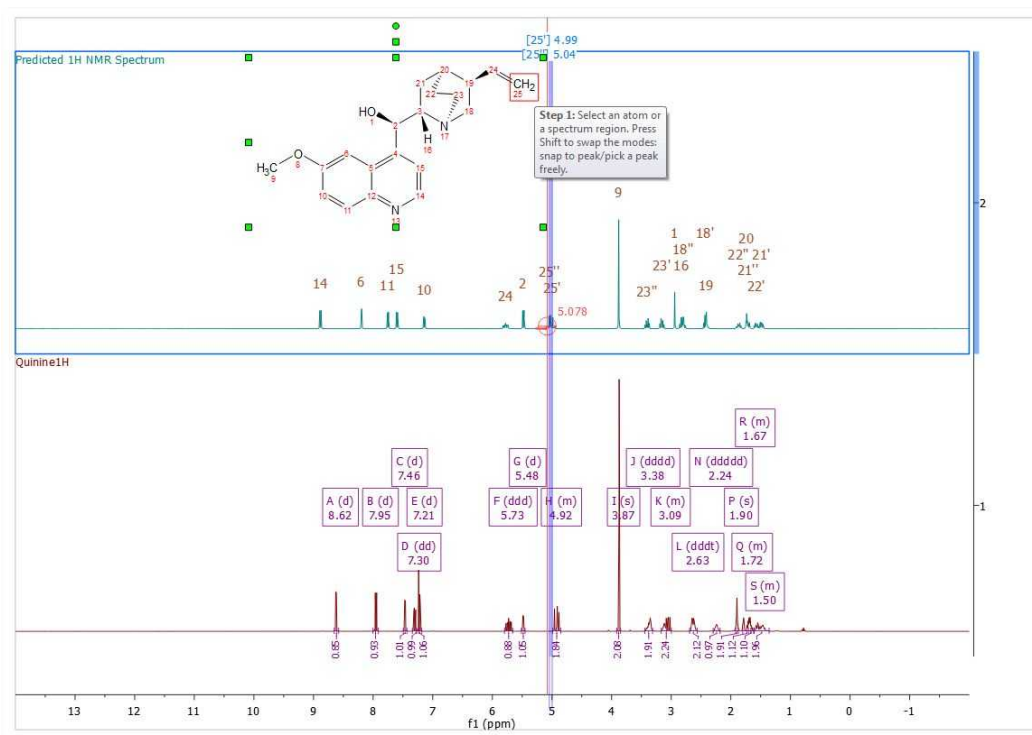 [25'] 4.99
[25''] 5.04
Predicted 1H NMR Spectrum
20
24
21
19
CH₂
22
23
25
HO
3
18
1
2
N
H
17
16
4
O
6
15
8
7
5
H₃C
9
10
12
14
11
N
13
Step 1: Select an atom or
a spectrum region. Press
Shift to swap the modes:
snap to peak/pick a peak
freely.
9
2
1 18'
18" 20
23' 16 22" 21'
15 25" 21"
14 6 11 10 24 2 25' 23" 19 22'
5.078
Quinine1H
R (m)
1.67
C (d)
7.46
G (d)
5.48
J (dddd)
3.38
N (ddddd)
2.24
A (d)
8.62
B (d)
7.95
E (d)
7.21
F (ddd)
5.73
H (m)
4.92
I (s)
3.87
K (m)
3.09
P (s)
1.90
1
D (dd)
7.30
L (dddt)
2.63
Q (m)
1.72
S (m)
1.50
0.85 0.93 1.01 0.99 1.06 0.88 1.05 1.84 2.08 1.91 2.24 2.12 0.97 1.91 1.12 1.10 1.96
13 12 11 10 9 8 7 6 5 4 3 2 1 0 -1
f1 (ppm)